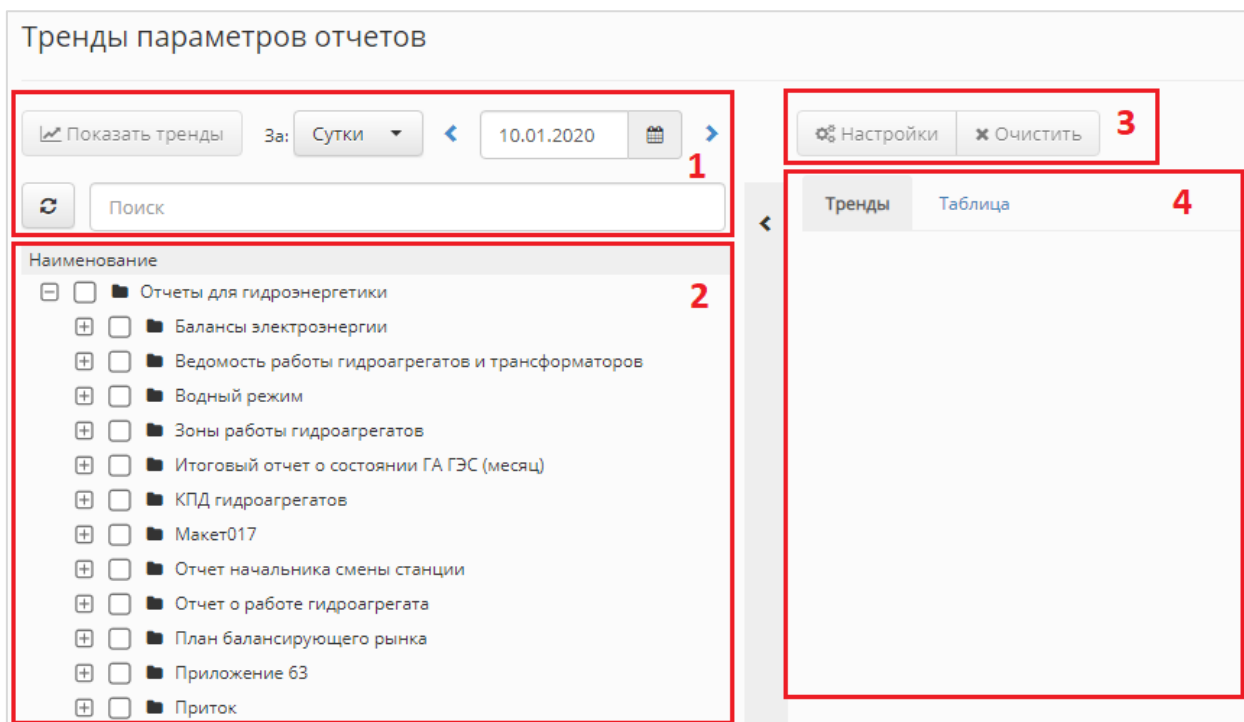 Тренды параметров отчетов
Показать тренды За: Сутки 10.01.2020
1
Поиск
Наименование
2
Отчеты для гидроэнергетики
Балансы электроэнергии
Ведомость работы гидроагрегатов и трансформаторов
Водный режим
Зоны работы гидроагрегатов
Итоговый отчет о состоянии ГА ГЭС (месяц)
КПД гидроагрегатов
Макет017
Отчет начальника смены станции
Отчет о работе гидроагрегата
План балансирующего рынка
Приложение 63
Приток
Настройки Очистить 3
Тренды Таблица 4